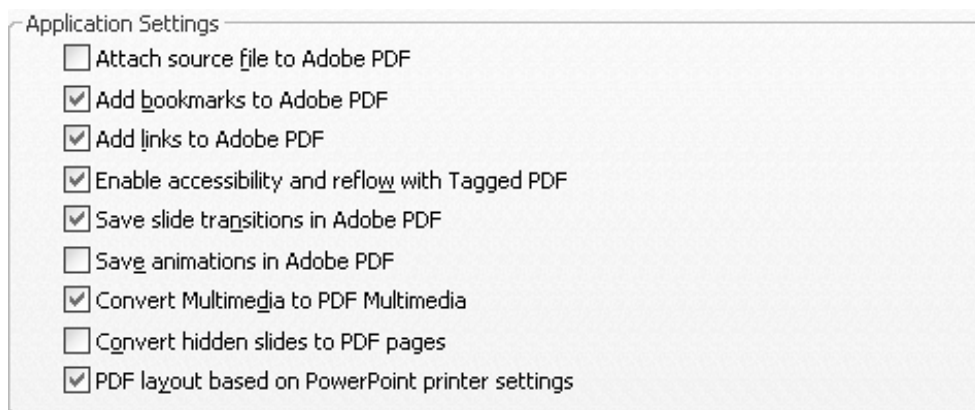 Application Settings
Attach source file to Adobe PDF
Add bookmarks to Adobe PDF
Add links to Adobe PDF
Enable accessibility and reflow with Tagged PDF
Save slide transitions in Adobe PDF
Save animations in Adobe PDF
Convert Multimedia to PDF Multimedia
Convert hidden slides to PDF pages
PDF layout based on PowerPoint printer settings